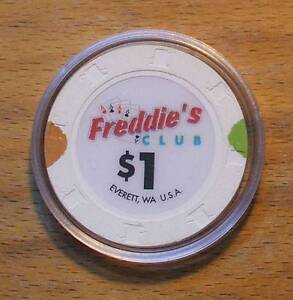 Freddie's
CLUB
$1
EVERETT, WA U.S.A.